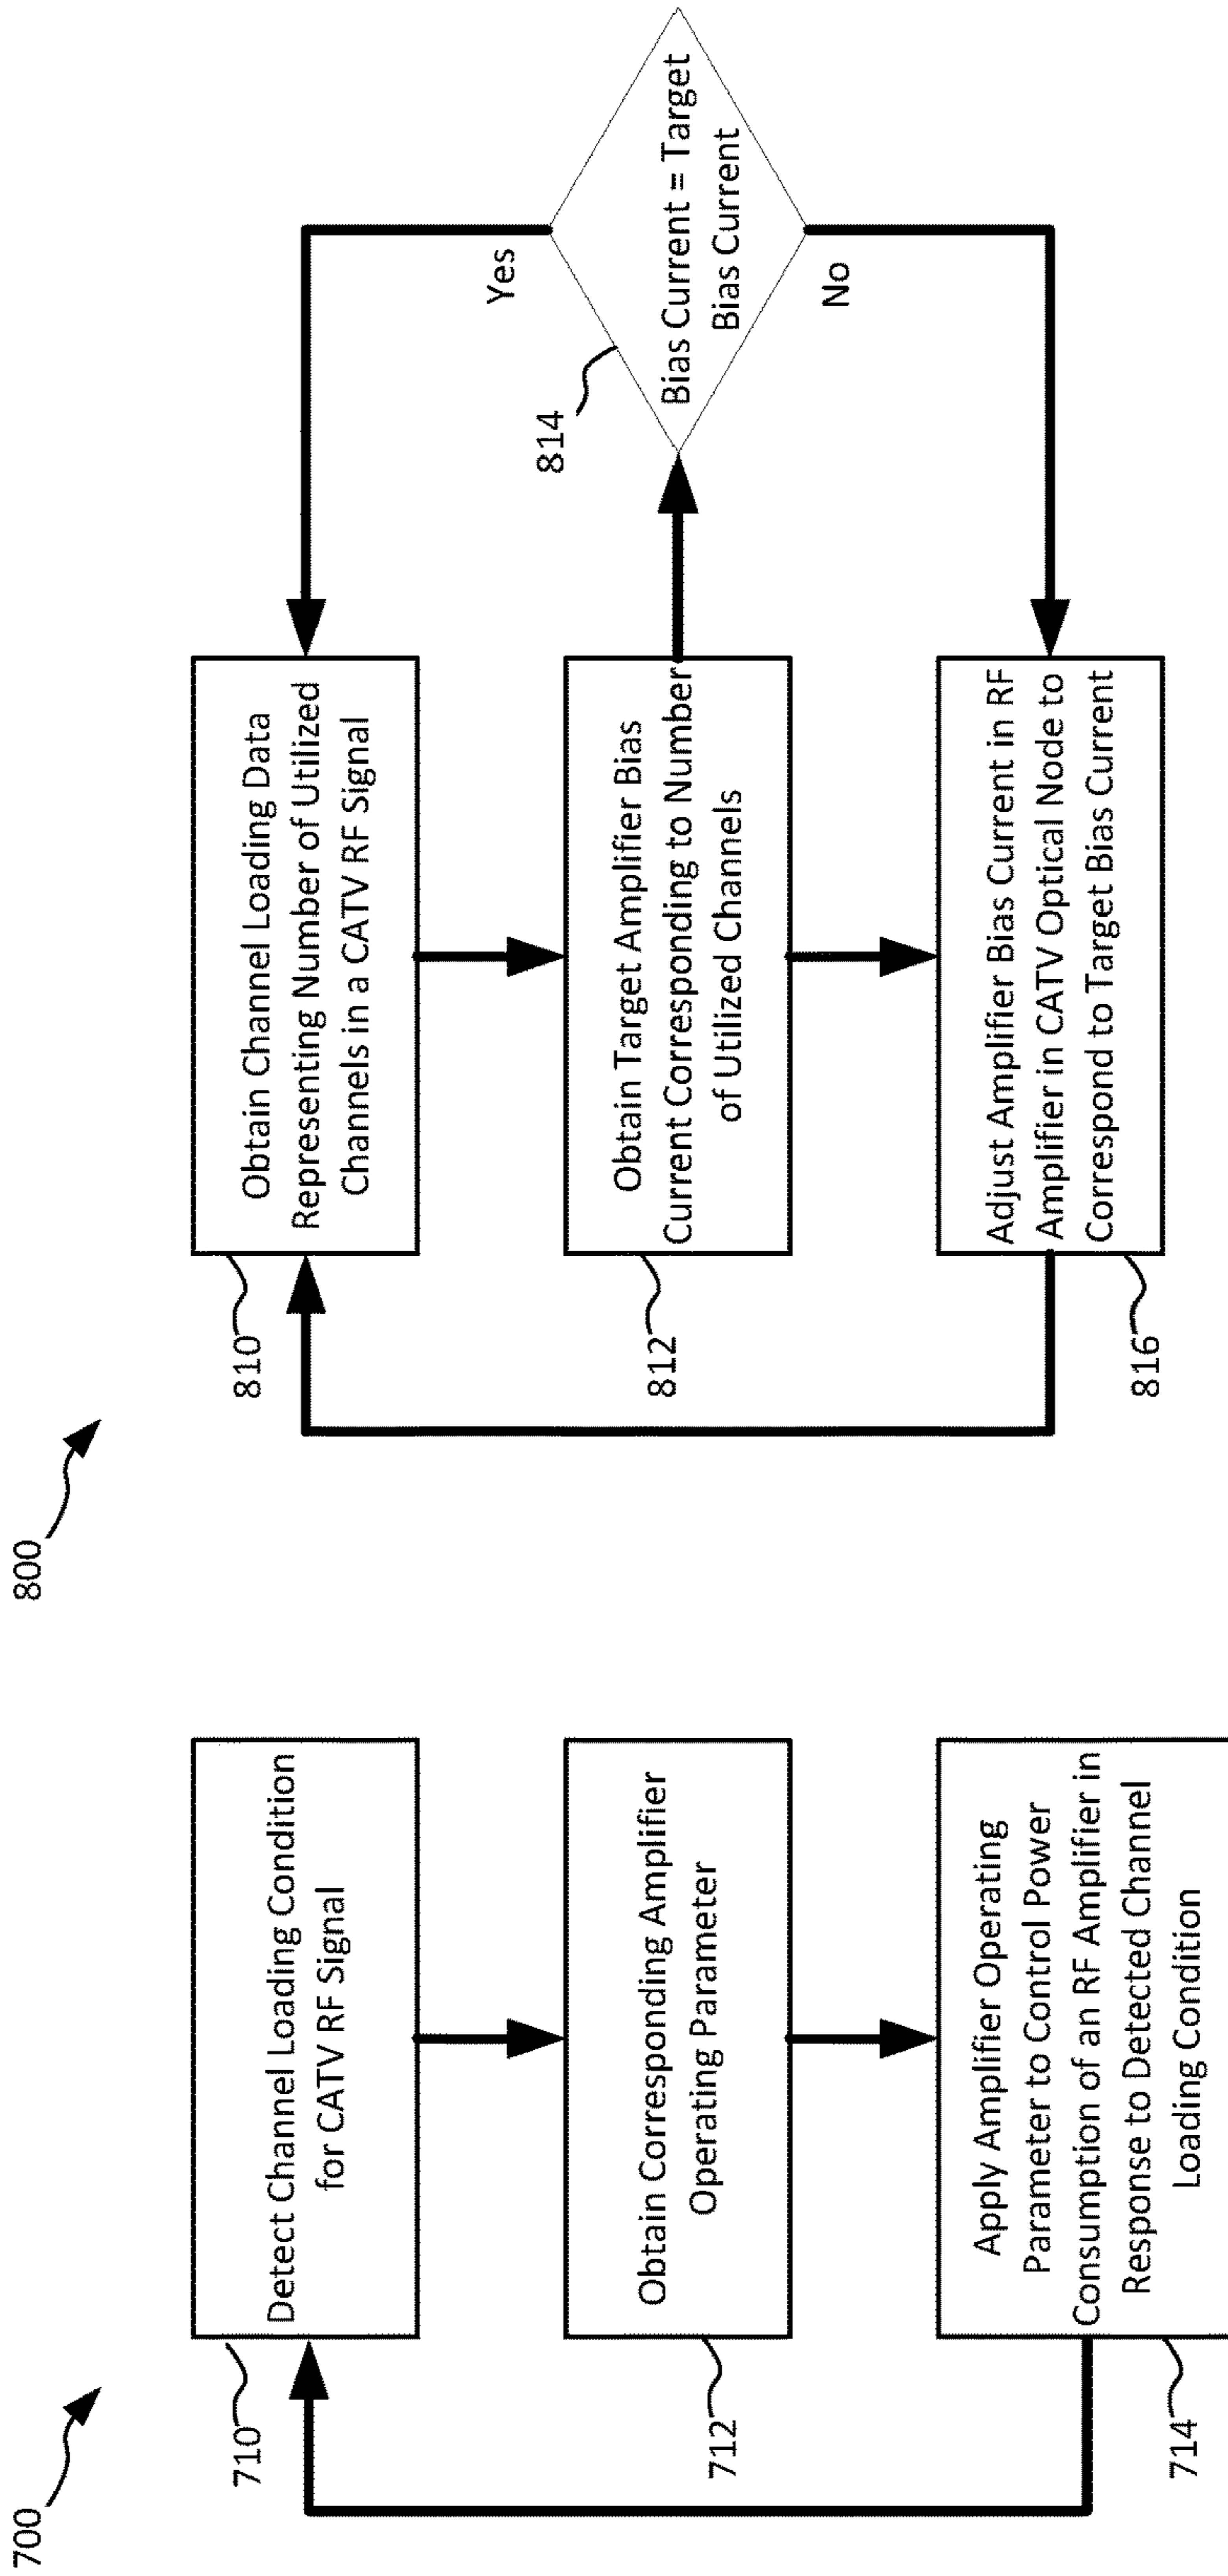 700
710
Detect Channel Loading Condition
for CATV RF Signal
712
Obtain Corresponding Amplifier
Operating Parameter
714
Apply Amplifier Operating
Parameter to Control Power
Consumption of an RF Amplifier in
Response to Detected Channel
Loading Condition
800
810
Obtain Channel Loading Data
Representing Number of Utilized
Channels in a CATV RF Signal
812
Obtain Target Amplifier Bias
Current Corresponding to Number
of Utilized Channels
814
Bias Current = Target
Bias Current
Yes
No
816
Adjust Amplifier Bias Current in RF
Amplifier in CATV Optical Node to
Correspond to Target Bias Current